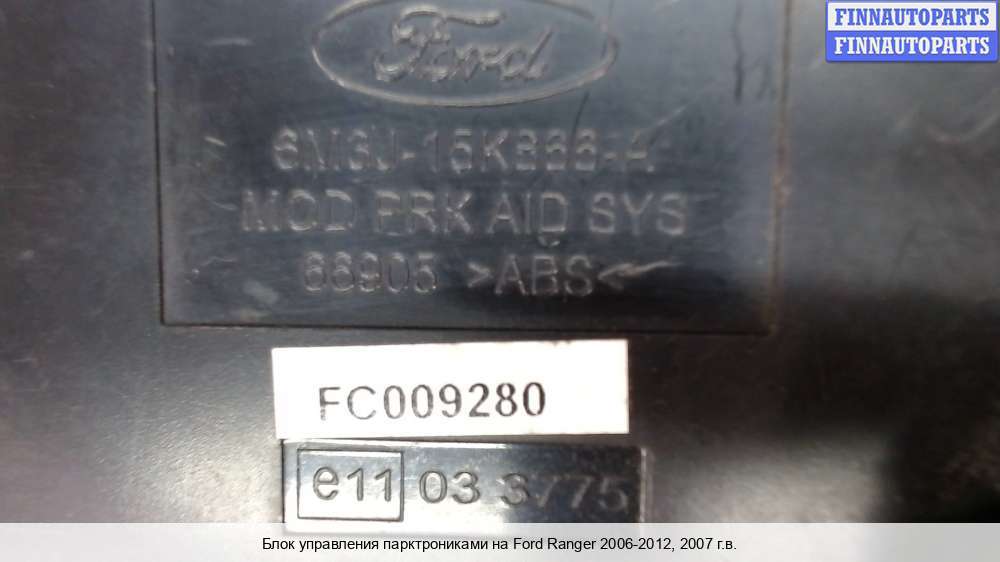 FINNAUTOPARTS
FINNAUTOPARTS
Ford
6M6J-15K866-A
MOD PRK AID SYS
66905 >ABS<
FC009280
e11 03 3775
Блок управления парктрониками на Ford Ranger 2006-2012, 2007 г.в.